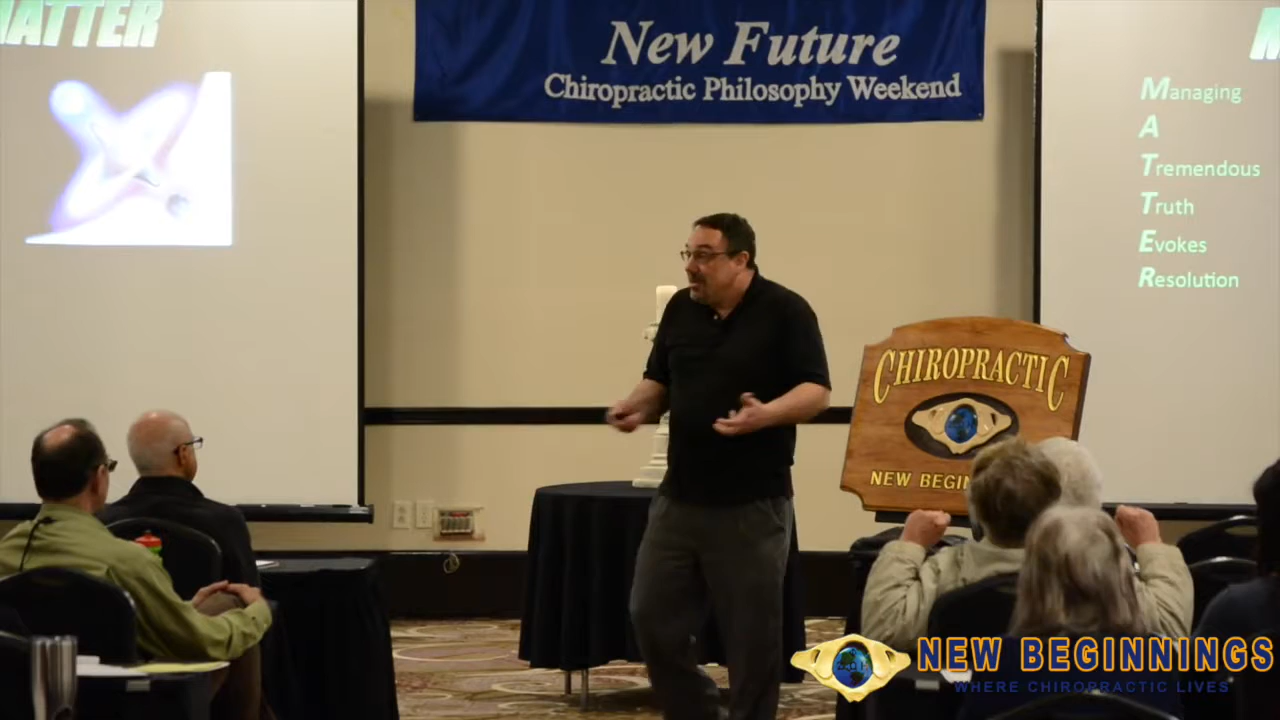 ATTER
New Future
Chiropractic Philosophy Weekend
M
Managing
A
Tremendous
Truth
Evokes
Resolution
CHIROPRACTIC
NEW BEGIN
NEW BEGINNINGS
WHERE CHIROPRACTIC LIVES